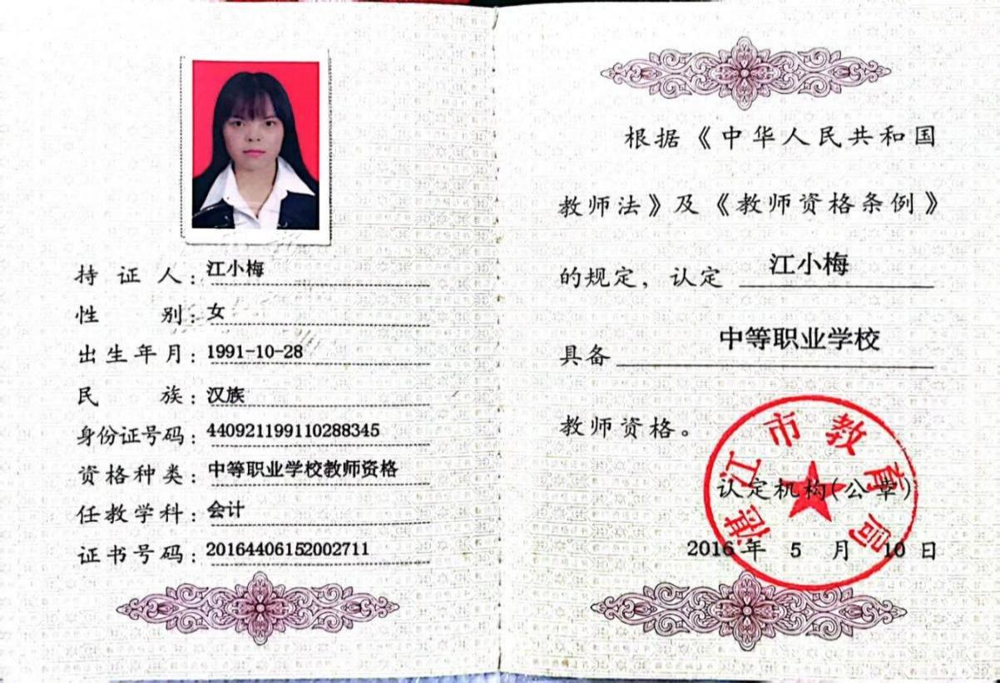 持证人：江小梅
性别：女
出生年月：1991-10-28
民族：汉族
身份证号码：440921199110288345
资格种类：中等职业学校教师资格
任教学科：会计
证书号码：20164406152002711
根据《中华人民共和国
教师法》及《教师资格条例》
的规定，认定 江小梅
具备 中等职业学校
教师资格。
湛江市教育局
认定机构(公章)
2016 年 5 月 10 日